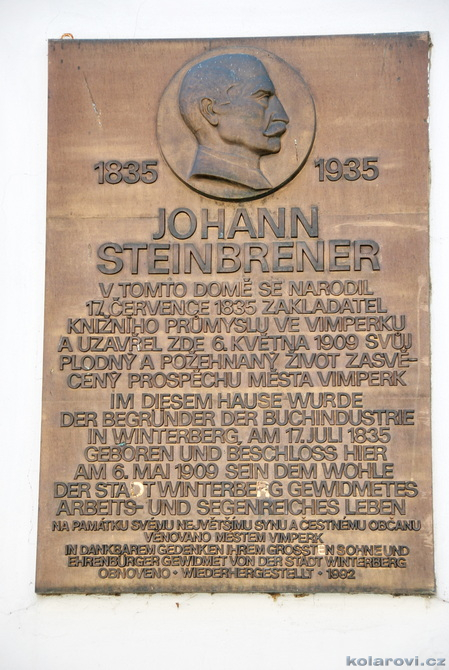 1835 1935
JOHANN
STEINBRENER
V TOMTO DOMĚ SE NARODIL
17. ČERVENCE 1835 ZAKLADATEL
KNIŽNÍHO PRŮMYSLU VE VIMPERKU
A UZAVŘEL ZDE 6. KVĚTNA 1909 SVŮJ
PLODNÝ A POŽEHNANÝ ŽIVOT ZASVĚ-
CENÝ PROSPĚCHU MĚSTA VIMPERK
IM DIESEM HAUSE WURDE
DER BEGRÜNDER DER BUCHINDUSTRIE
IN WINTERBERG, AM 17. JULI 1835
GEBOREN UND BESCHLOSS HIER
AM 6. MAI 1909 SEIN DEM WOHLE
DER STADT WINTERBERG GEWIDMETES
ARBEITS- UND SEGENREICHES LEBEN
NA PAMÁTKU SVÉMU NEJVĚTŠÍMU SYNU A ČESTNÉMU OBČANU
VĚNOVÁNO MĚSTEM VIMPERK
IN DANKBAREM GEDENKEN IHREM GRÖSSTEN SOHNE UND
EHRENBÜRGER GEWIDMET VON DER STADT WINTERBERG
OBNOVENO • WIEDERHERGESTELLT • 1992
kolarovi.cz